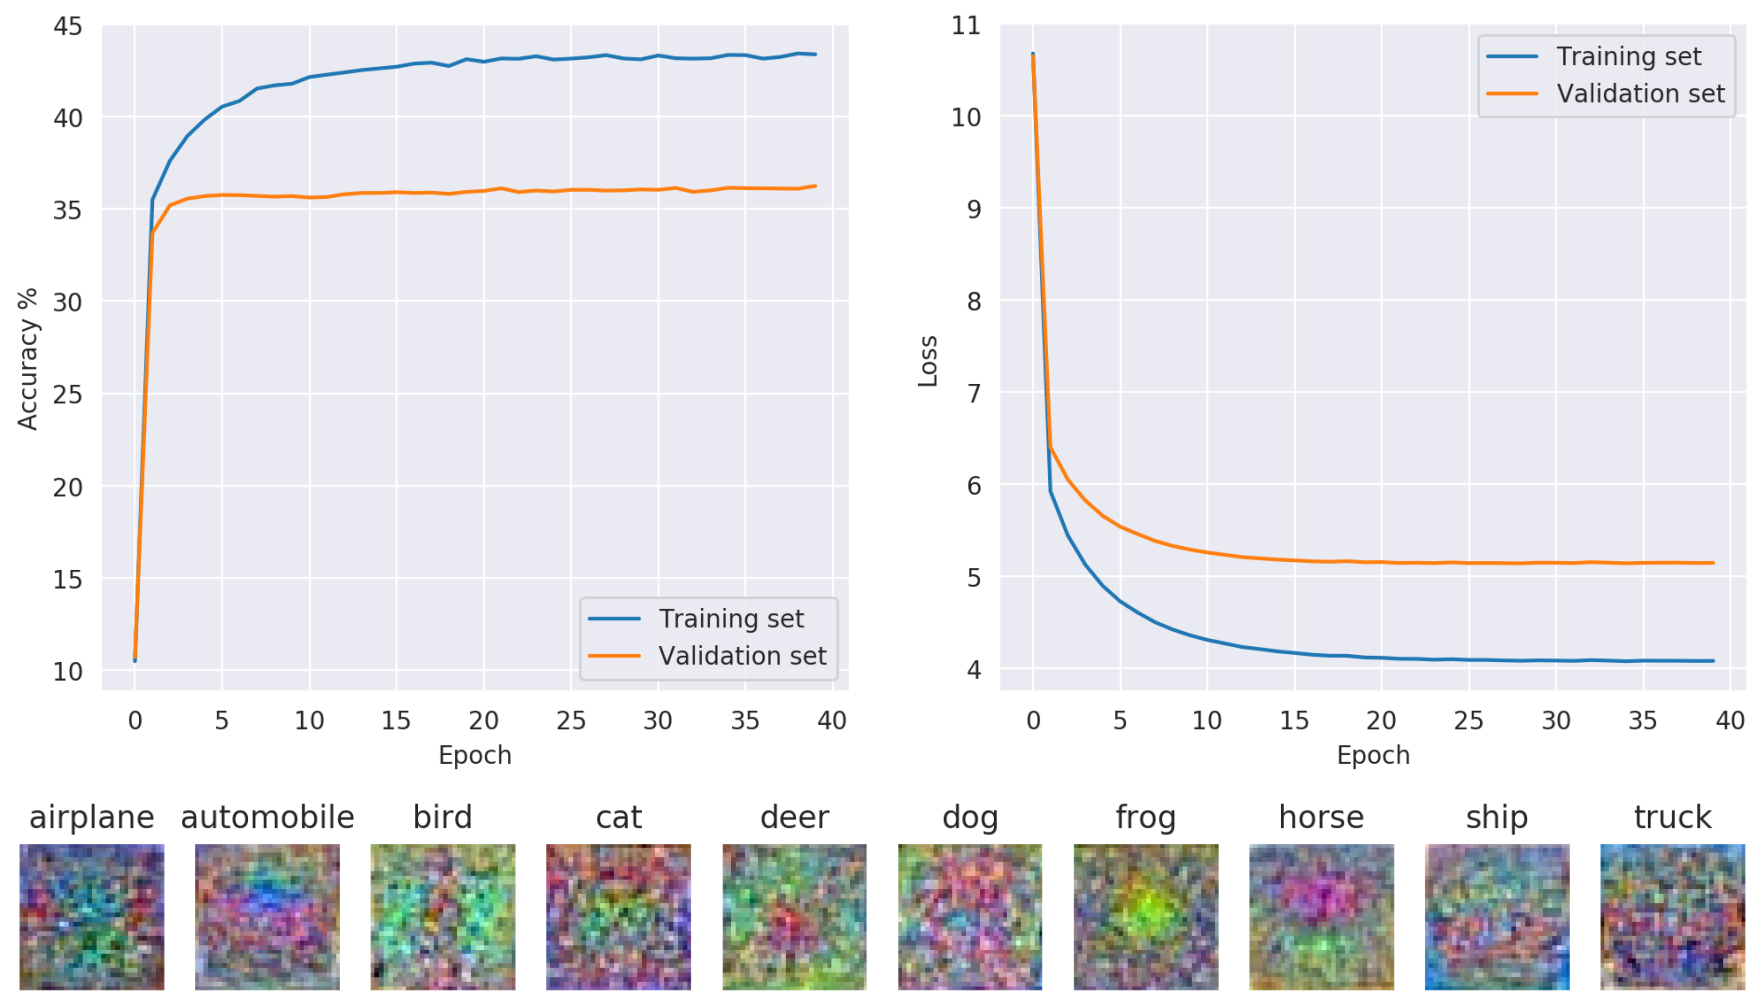 45
40
35
30
25
20
15
10
Accuracy %
0 5 10 15 20 25 30 35 40
Epoch
Training set
Validation set
11
10
9
8
7
6
5
4
Loss
0 5 10 15 20 25 30 35 40
Epoch
Training set
Validation set
airplane automobile bird cat deer dog frog horse ship truck